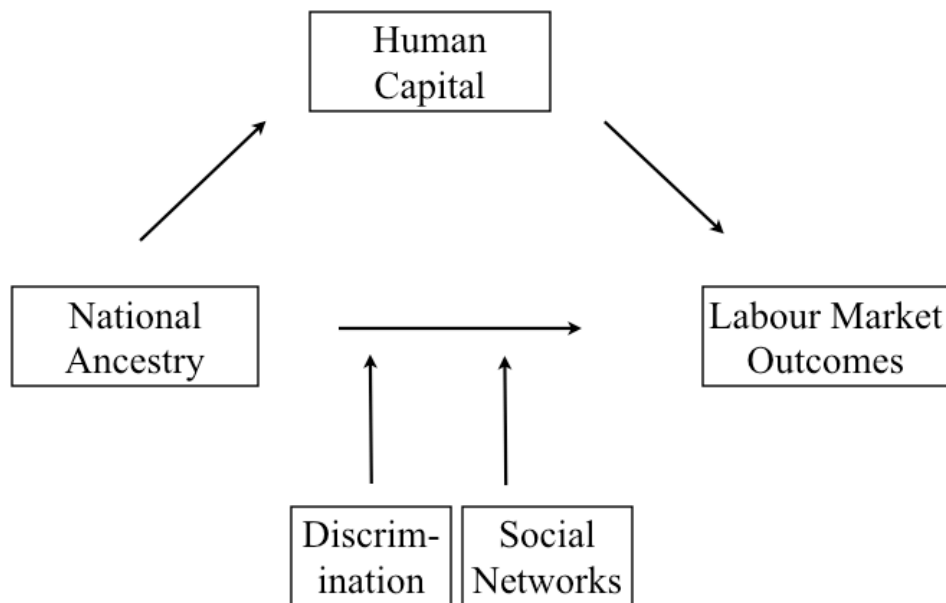 Human
Capital
National
Ancestry
Labour Market
Outcomes
Discrim-
ination
Social
Networks